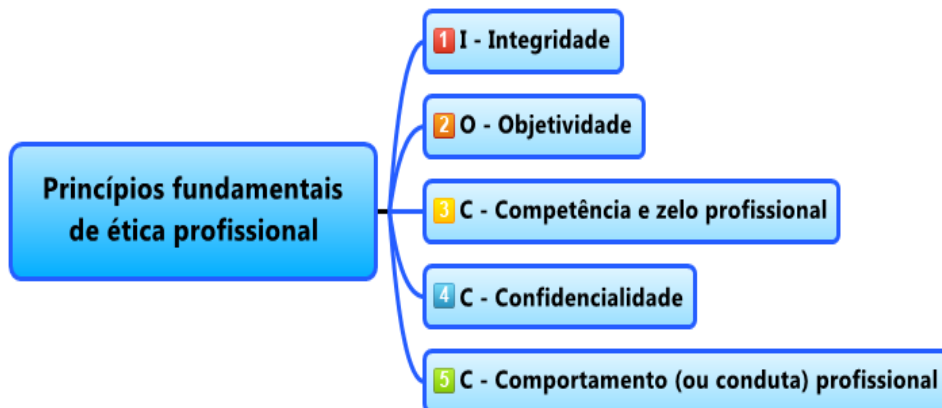 Princípios fundamentais
de ética profissional
1 I - Integridade
2 O - Objetividade
3 C - Competência e zelo profissional
4 C - Confidencialidade
5 C - Comportamento (ou conduta) profissional